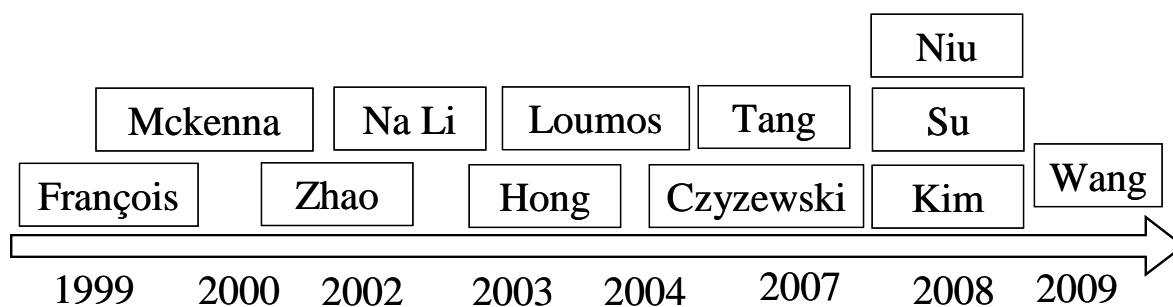 Niu
Mckenna Na Li Loumos Tang Su
François Zhao Hong Czyzewski Kim Wang
1999 2000 2002 2003 2004 2007 2008 2009